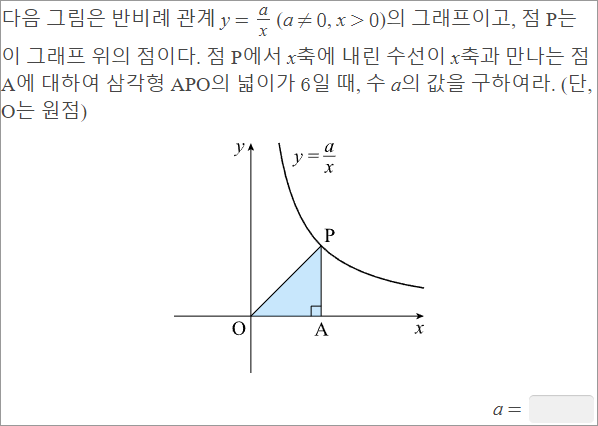 다음 그림은 반비례 관계 y = a/x (a ≠ 0, x > 0)의 그래프이고, 점 P는
이 그래프 위의 점이다. 점 P에서 x축에 내린 수선이 x축과 만나는 점
A에 대하여 삼각형 APO의 넓이가 6일 때, 수 a의 값을 구하여라. (단,
O는 원점)
y
y = a/x
P
O
A
x
a =